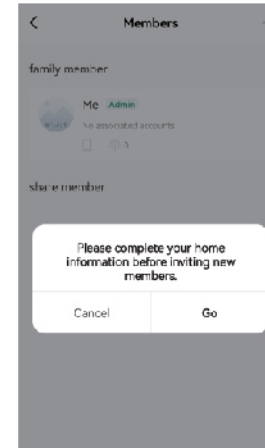 Members
family member
Me Admin
No associated accounts
share member
Please complete your home
information before inviting new
members.
Cancel Go